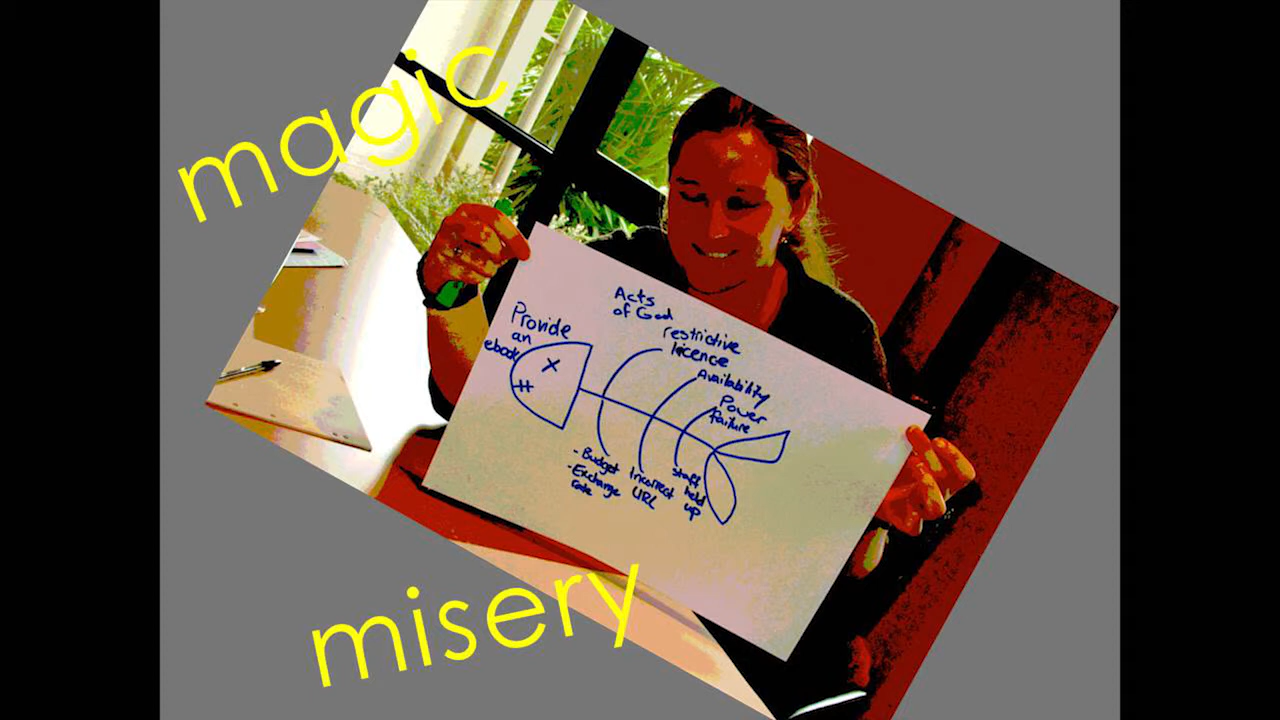 magic
Acts
of God
restrictive
licence
Availability
Power
failure
Provide
an
ebook
- Budget
- Exchange
rate
Incorrect
URL
staff
held
up
misery